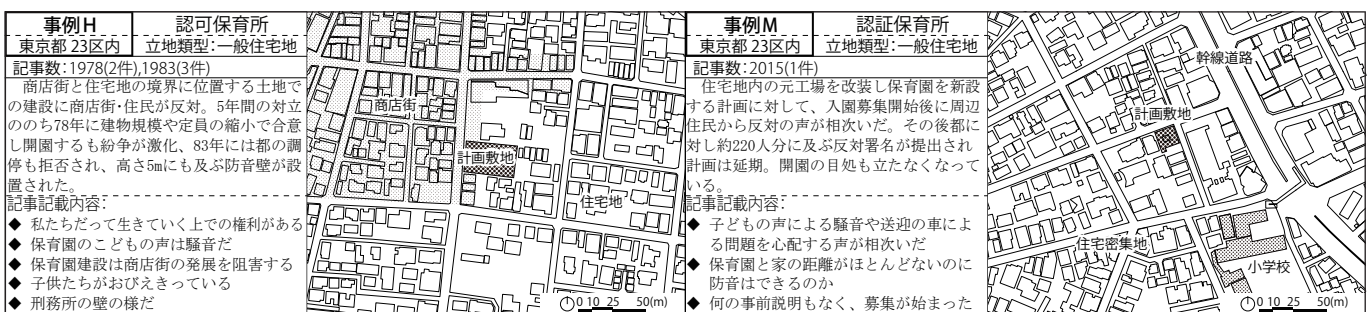 事例H
認可保育所
東京都 23区内
立地類型:一般住宅地
記事数:1978(2件),1983(3件)
商店街と住宅地の境界に位置する土地で
の建設に商店街・住民が反対。5年間の対立
ののち78年に建物規模や定員の縮小で合意
し開園するも紛争が激化、83年には都の調
停も拒否され、高さ5mにも及ぶ防音壁が設
置された。
記事記載内容:
◆ 私たちだって生きていく上での権利がある
◆ 保育園のこどもの声は騒音だ
◆ 保育園建設は商店街の発展を阻害する
◆ 子供たちがおびえきっている
◆ 刑務所の壁の様だ
商店街
計画敷地
住宅地
0 10 25 50(m)
事例M
認証保育所
東京都 23区内
立地類型:一般住宅地
記事数:2015(1件)
住宅地内の元工場を改装し保育園を新設
する計画に対して、入園募集開始後に周辺
住民から反対の声が相次いだ。その後都に
対し約220人分に及ぶ反対署名が提出され
計画は延期。開園の目処も立たなくなって
いる。
記事記載内容:
◆ 子どもの声による騒音や送迎の車によ
る問題を心配する声が相次いだ
◆ 保育園と家の距離がほとんどないのに
防音はできるのか
◆ 何の事前説明もなく、募集が始まった
幹線道路
計画敷地
住宅密集地
小学校
0 10 25 50(m)